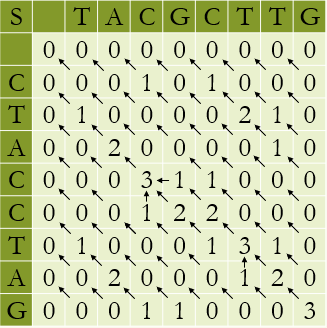 S T A C G C T T G
0 0 0 0 0 0 0 0 0
C 0 0 0 1 0 1 0 0 0
T 0 1 0 0 0 0 2 1 0
A 0 0 2 0 0 0 0 1 0
C 0 0 0 3 1 1 0 0 0
C 0 0 0 1 2 2 0 0 0
T 0 1 0 0 0 1 3 1 0
A 0 0 2 0 0 0 1 2 0
G 0 0 0 1 1 0 0 0 3